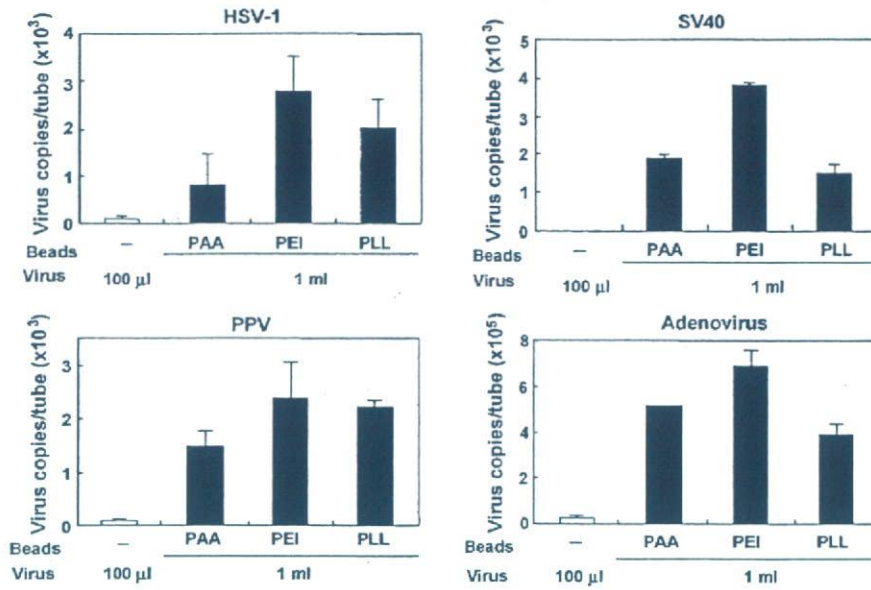 HSV-1
Virus copies/tube (x10³)
4
3
2
1
0
Beads – PAA PEI PLL
Virus 100 µl 1 ml
SV40
Virus copies/tube (x10³)
5
4
3
2
1
0
Beads – PAA PEI PLL
Virus 100 µl 1 ml
PPV
Virus copies/tube (x10³)
3
2
1
0
Beads – PAA PEI PLL
Virus 100 µl 1 ml
Adenovirus
Virus copies/tube (x10⁵)
8
6
4
2
0
Beads – PAA PEI PLL
Virus 100 µl 1 ml